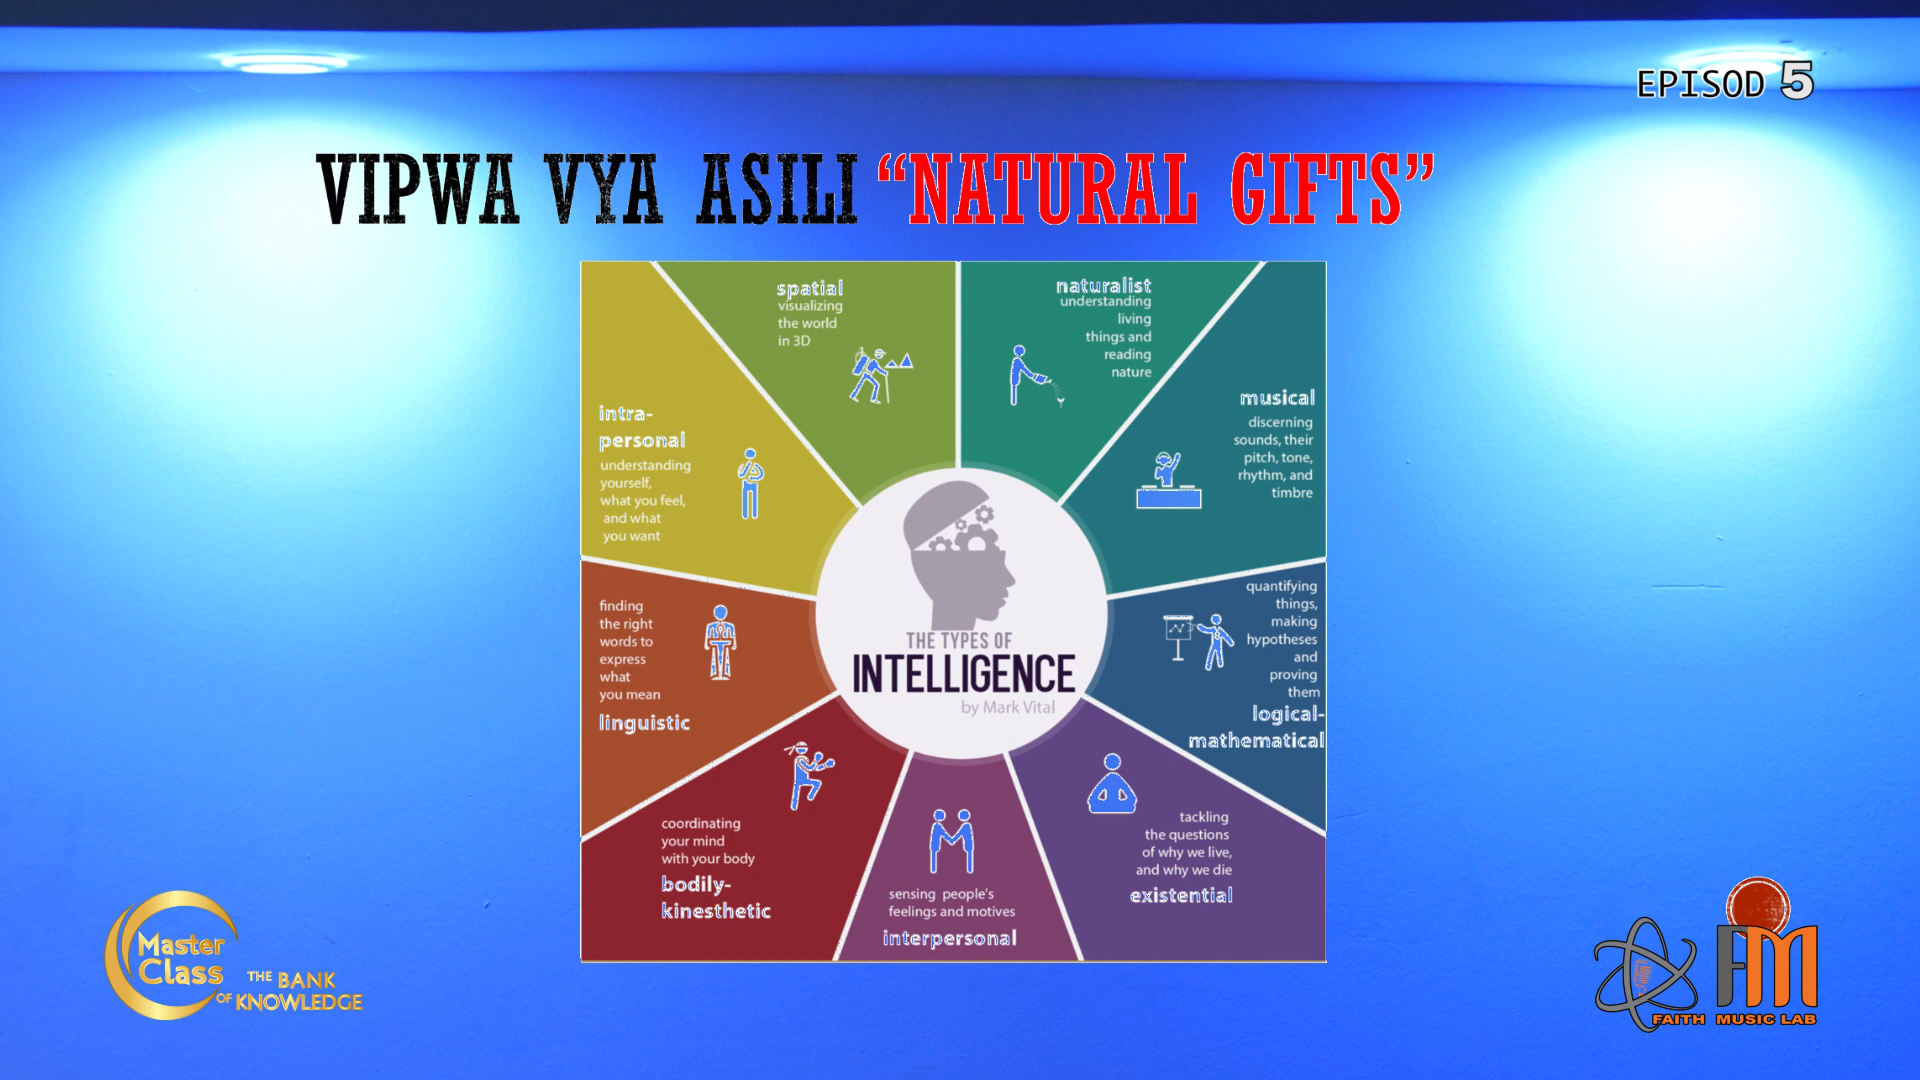 EPISOD 5
VIPWA VYA ASILI “NATURAL GIFTS”
spatial
visualizing
the world
in 3D
naturalist
understanding
living
things and
reading
nature
musical
discerning
sounds, their
pitch, tone,
rhythm, and
timbre
intra-
personal
understanding
yourself,
what you feel,
and what
you want
quantifying
things,
making
hypotheses
and
proving
them
logical-
mathematical
finding
the right
words to
express
what
you mean
linguistic
THE TYPES OF
INTELLIGENCE
by Mark Vital
coordinating
your mind
with your body
bodily-
kinesthetic
sensing people's
feelings and motives
interpersonal
tackling
the questions
of why we live,
and why we die
existential
Master
Class
THE BANK
OF KNOWLEDGE
FM
FAITH MUSIC LAB